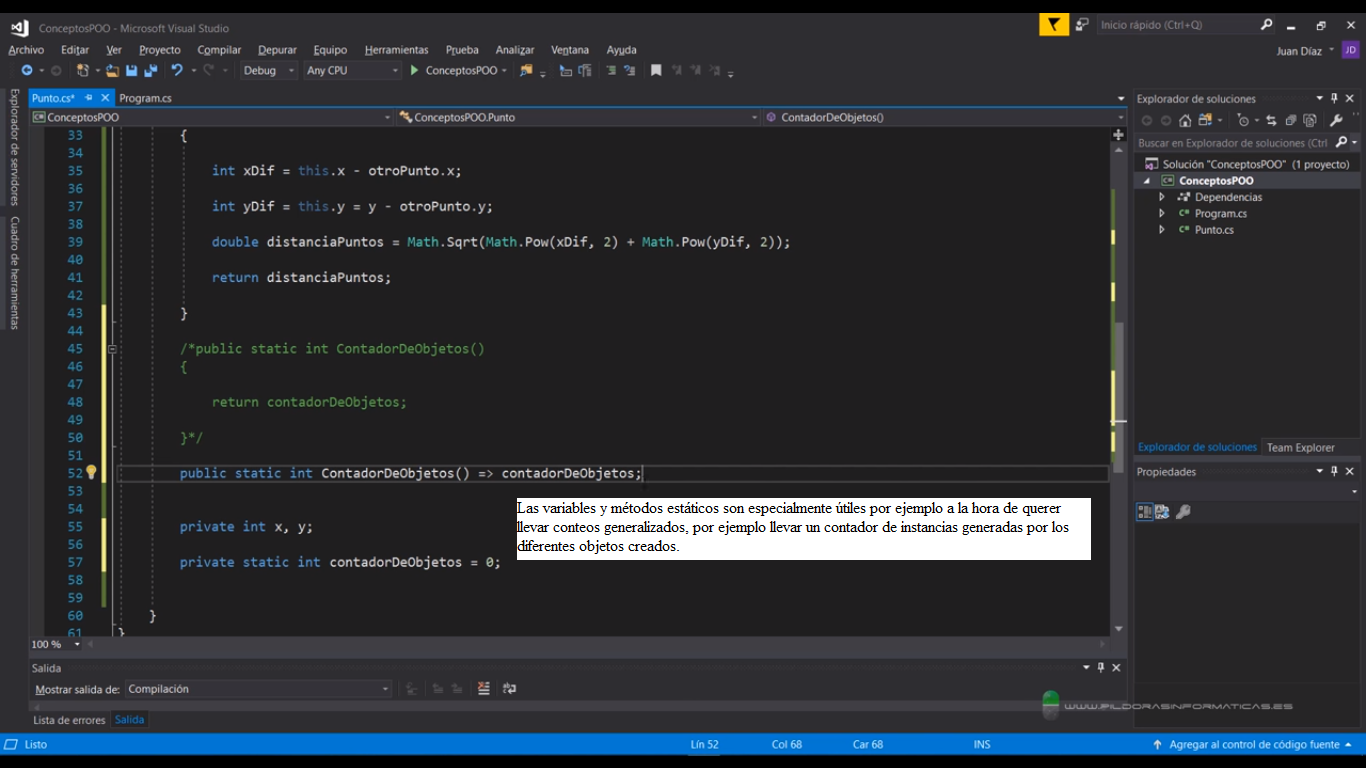 ConceptosPOO - Microsoft Visual Studio
Inicio rápido (Ctrl+Q)
Archivo Editar Ver Proyecto Compilar Depurar Equipo Herramientas Prueba Analizar Ventana Ayuda
Juan Díaz JD
Debug Any CPU ConceptosPOO
Explorador de servidores
Cuadro de herramientas
Punto.cs* Program.cs
ConceptosPOO ConceptosPOO.Punto ContadorDeObjetos()
33 {
34
35 int xDif = this.x - otroPunto.x;
36
37 int yDif = this.y = y - otroPunto.y;
38
39 double distanciaPuntos = Math.Sqrt(Math.Pow(xDif, 2) + Math.Pow(yDif, 2));
40
41 return distanciaPuntos;
42
43 }
44
45 /*public static int ContadorDeObjetos()
46 {
47
48 return contadorDeObjetos;
49
50 }*/
51
52 public static int ContadorDeObjetos() => contadorDeObjetos;
53
54
55 private int x, y;
56
57 private static int contadorDeObjetos = 0;
58
59
60 }
61 }
Las variables y métodos estáticos son especialmente útiles por ejemplo a la hora de querer
llevar conteos generalizados, por ejemplo llevar un contador de instancias generadas por los
diferentes objetos creados.
100 %
Explorador de soluciones
Buscar en Explorador de soluciones (Ctrl
Solución "ConceptosPOO" (1 proyecto)
C# ConceptosPOO
Dependencias
C# Program.cs
C# Punto.cs
Explorador de soluciones Team Explorer
Propiedades
Salida
Mostrar salida de: Compilación
Lista de errores Salida
WWW.PILDORASINFORMATICAS.ES
Listo Lín 52 Col 68 Car 68 INS Agregar al control de código fuente